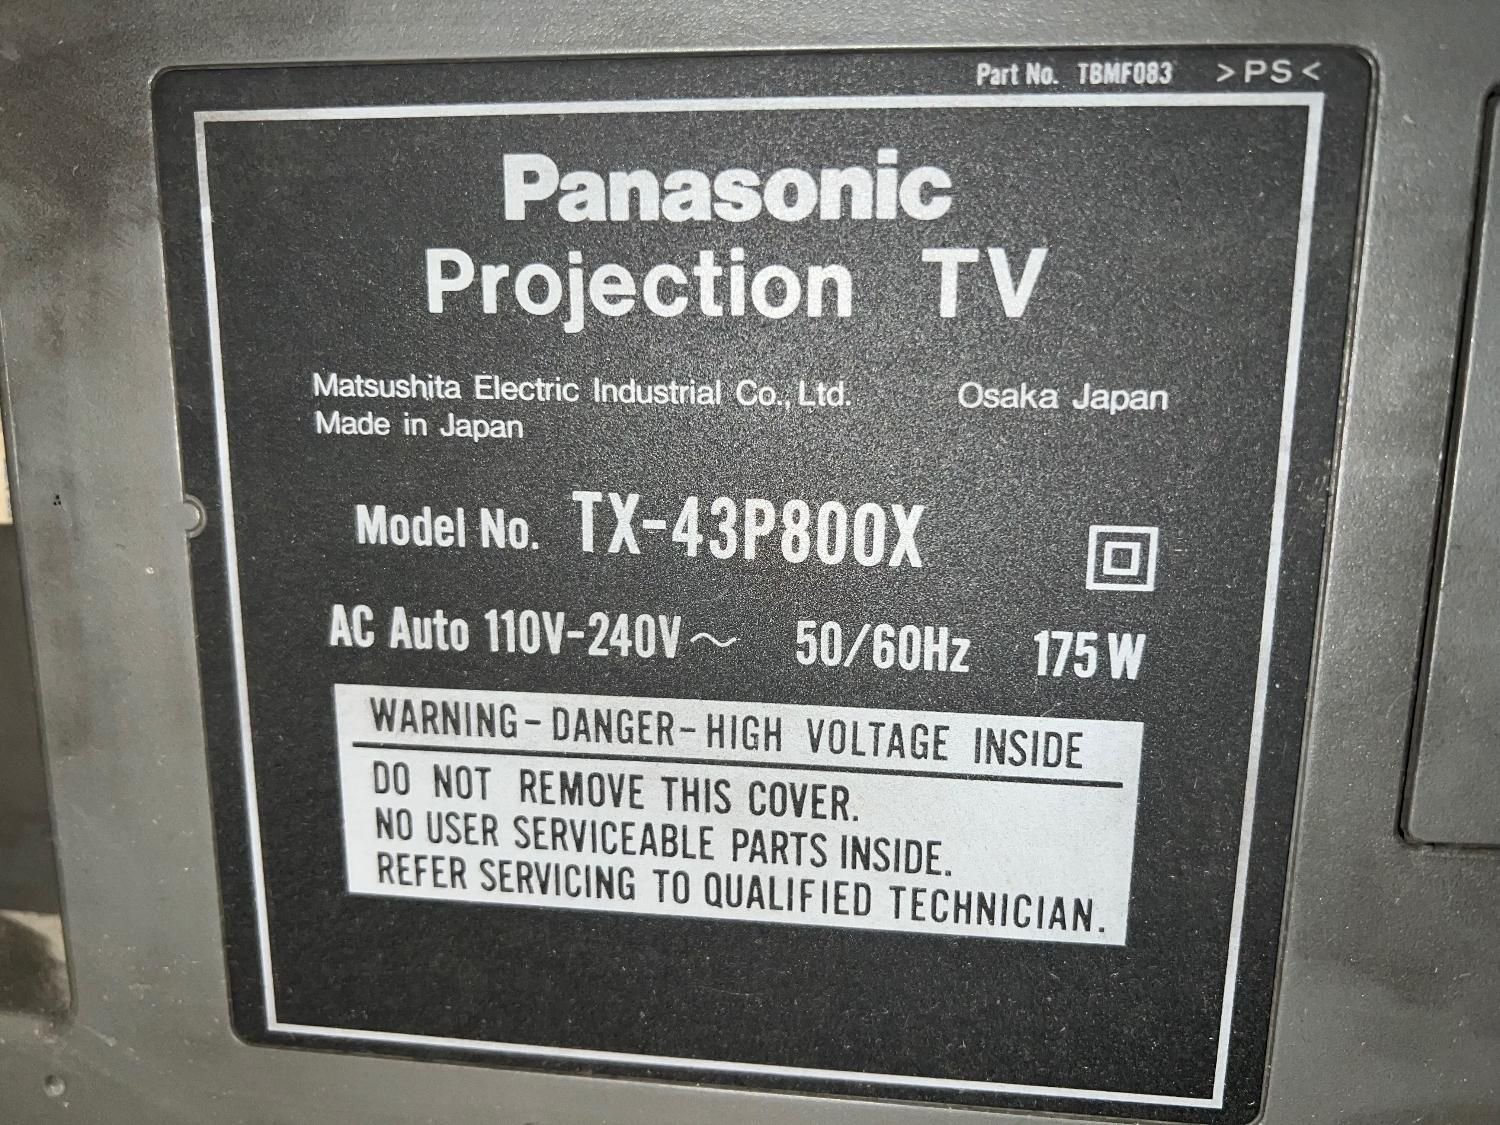 Part No. TBMF083 >PS<
Panasonic
Projection TV
Matsushita Electric Industrial Co., Ltd. Osaka Japan
Made in Japan
Model No. TX-43P800X
AC Auto 110V-240V~ 50/60Hz 175W
WARNING-DANGER-HIGH VOLTAGE INSIDE
DO NOT REMOVE THIS COVER.
NO USER SERVICEABLE PARTS INSIDE.
REFER SERVICING TO QUALIFIED TECHNICIAN.